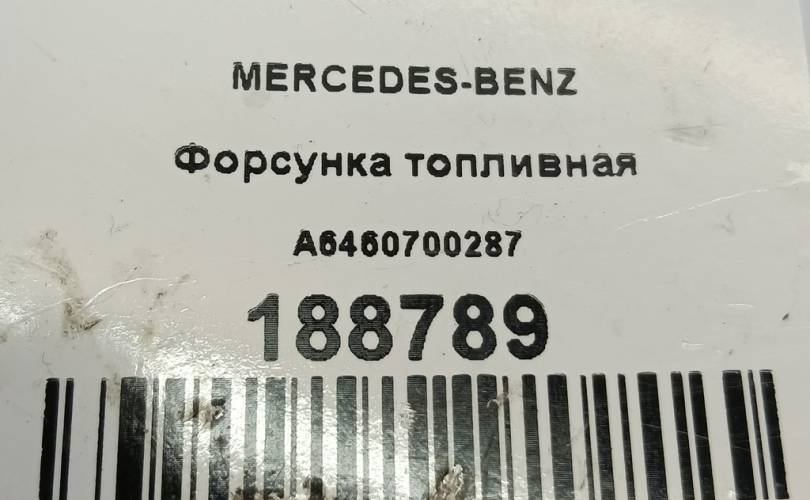 MERCEDES-BENZ
Форсунка топливная
A6460700287
188789